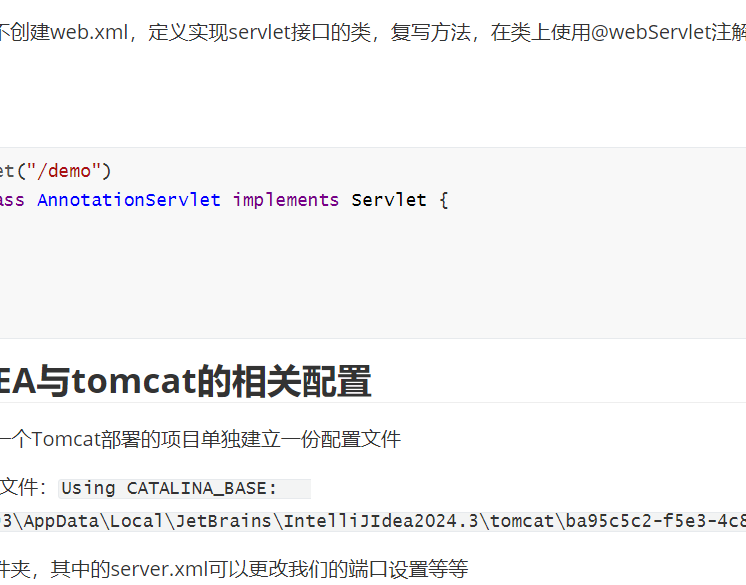 不创建web.xml，定义实现servlet接口的类，复写方法，在类上使用@webServlet注解
et("/demo")
ass AnnotationServlet implements Servlet {
EA与tomcat的相关配置
一个Tomcat部署的项目单独建立一份配置文件
文件：Using CATALINA_BASE:
3\AppData\Local\JetBrains\IntelliJIdea2024.3\tomcat\ba95c5c2-f5e3-4c8
件夹，其中的server.xml可以更改我们的端口设置等等